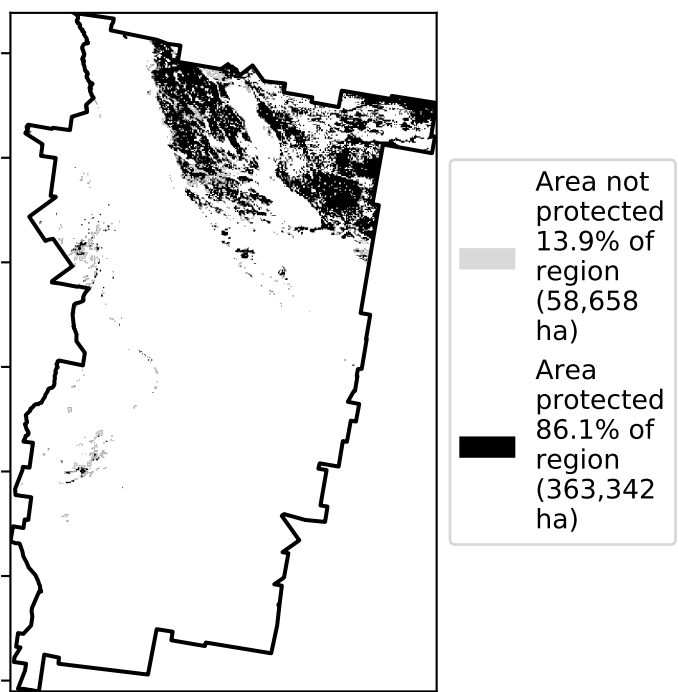 Area not
protected
13.9% of
region
(58,658
ha)
Area
protected
86.1% of
region
(363,342
ha)